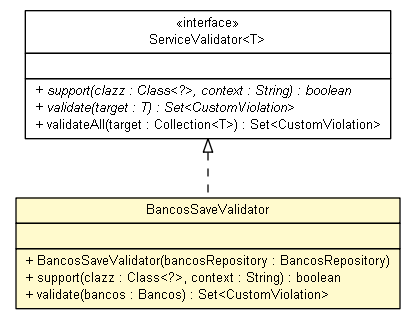 «interface»
ServiceValidator<T>
+ support(clazz : Class<?>, context : String) : boolean
+ validate(target : T) : Set<CustomViolation>
+ validateAll(target : Collection<T>) : Set<CustomViolation>
BancosSaveValidator
+ BancosSaveValidator(bancosRepository : BancosRepository)
+ support(clazz : Class<?>, context : String) : boolean
+ validate(bancos : Bancos) : Set<CustomViolation>